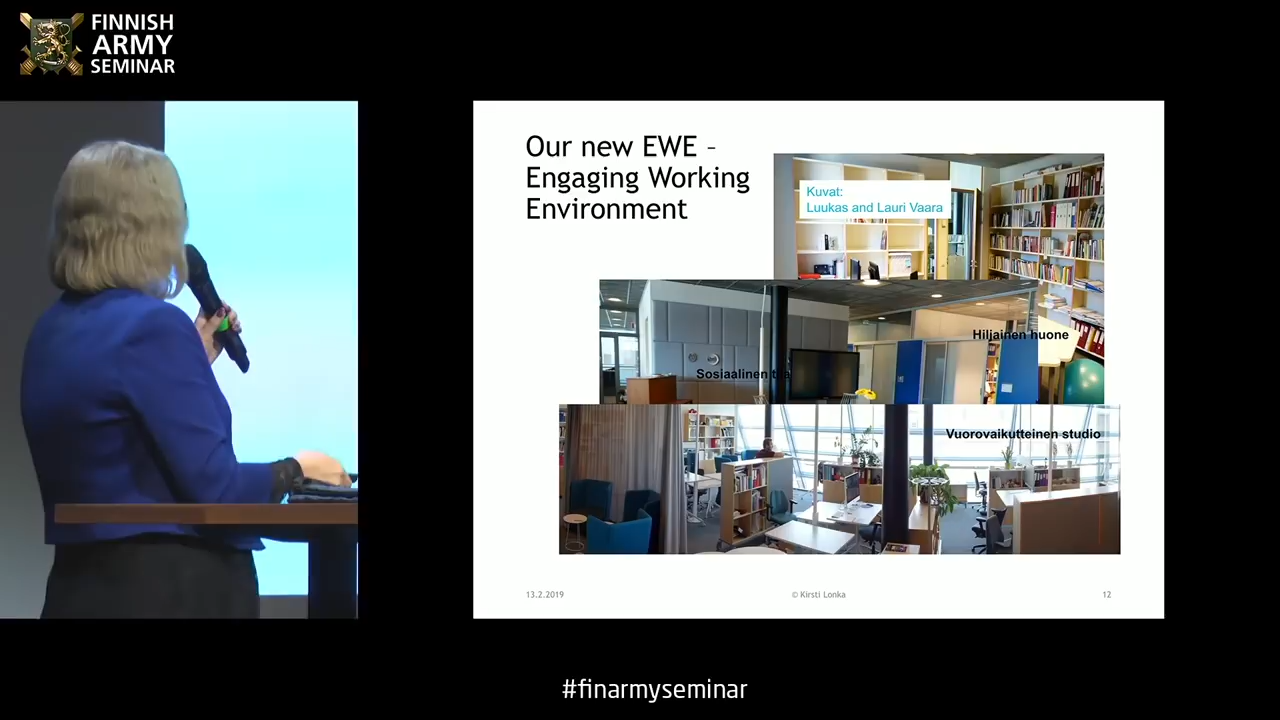 FINNISH
ARMY
SEMINAR
Our new EWE –
Engaging Working
Environment
Kuvat:
Luukas and Lauri Vaara
Hiljainen huone
Sosiaalinen tila
Vuorovaikutteinen studio
13.2.2019
© Kirsti Lonka
12
#finarmyseminar